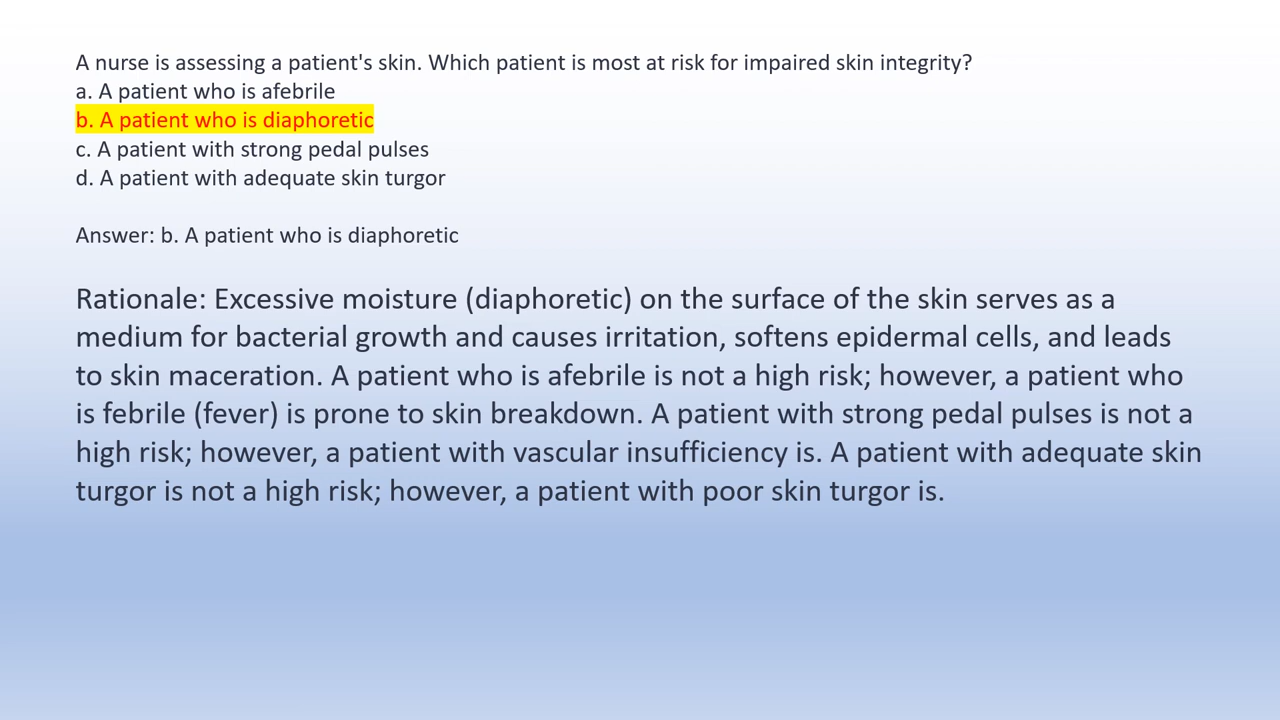 A nurse is assessing a patient's skin. Which patient is most at risk for impaired skin integrity?
a. A patient who is afebrile
b. A patient who is diaphoretic
c. A patient with strong pedal pulses
d. A patient with adequate skin turgor
Answer: b. A patient who is diaphoretic
Rationale: Excessive moisture (diaphoretic) on the surface of the skin serves as a
medium for bacterial growth and causes irritation, softens epidermal cells, and leads
to skin maceration. A patient who is afebrile is not a high risk; however, a patient who
is febrile (fever) is prone to skin breakdown. A patient with strong pedal pulses is not a
high risk; however, a patient with vascular insufficiency is. A patient with adequate skin
turgor is not a high risk; however, a patient with poor skin turgor is.